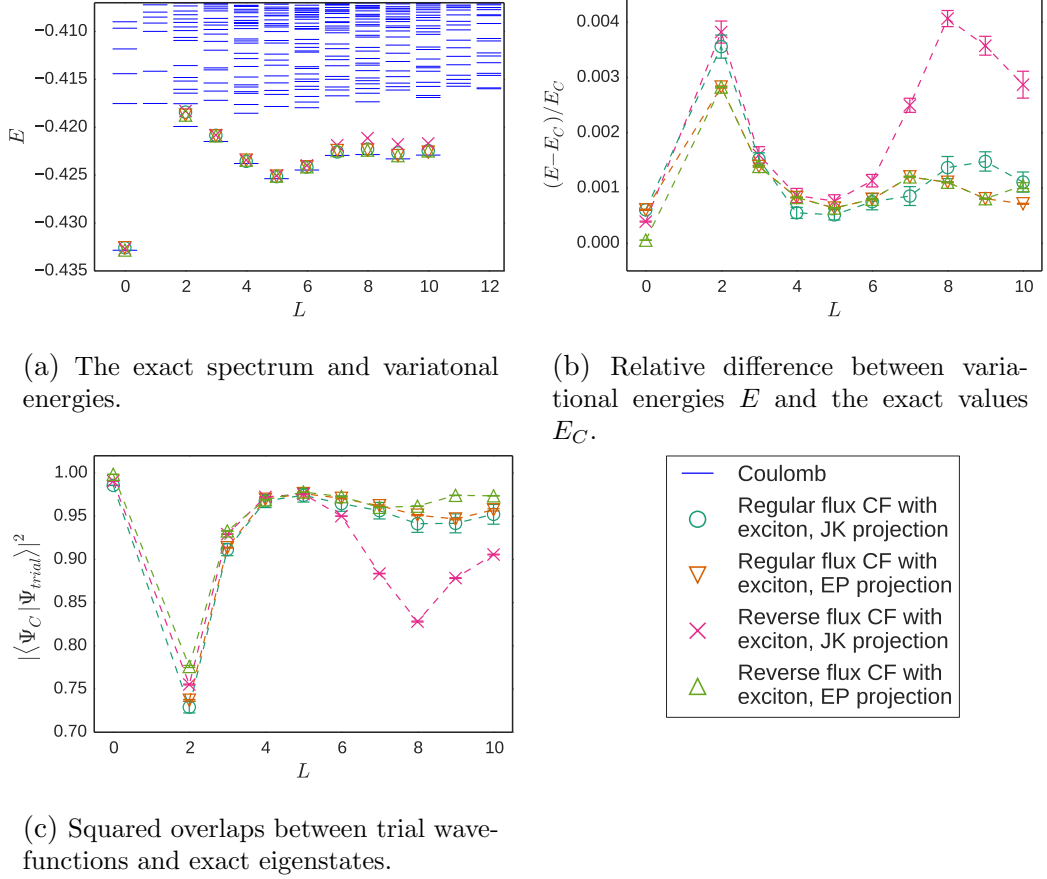 −0.410
−0.415
−0.420
−0.425
−0.430
−0.435
E
0 2 4 6 8 10 12
L
(a) The exact spectrum and variatonal
energies.
0.004
0.003
0.002
0.001
0.000
(E−E_C)/E_C
0 2 4 6 8 10
L
(b) Relative difference between varia-
tional energies E and the exact values
E_C.
1.00
0.95
0.90
0.85
0.80
0.75
0.70
|⟨Ψ_C|Ψ_trial⟩|²
0 2 4 6 8 10
L
(c) Squared overlaps between trial wave-
functions and exact eigenstates.
Coulomb
Regular flux CF with
exciton, JK projection
Regular flux CF with
exciton, EP projection
Reverse flux CF with
exciton, JK projection
Reverse flux CF with
exciton, EP projection